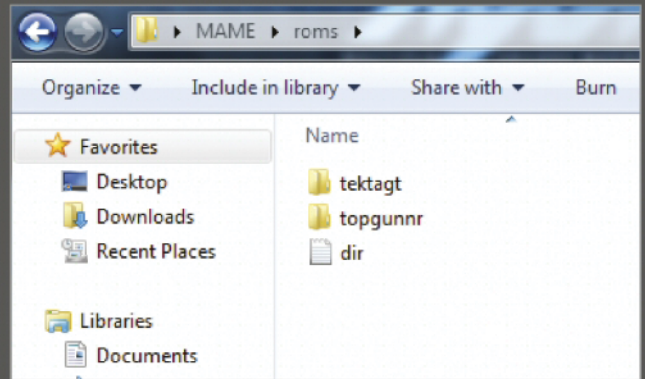 MAME roms
Organize Include in library Share with Burn
Favorites
Desktop
Downloads
Recent Places
Libraries
Documents
Name
tektagt
topgunnr
dir